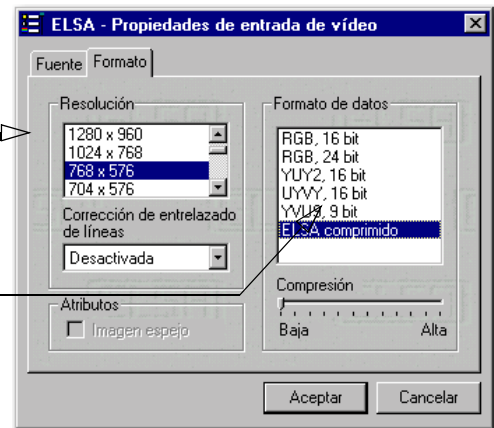 ELSA - Propiedades de entrada de vídeo
Fuente
Formato
Resolución
1280 x 960
1024 x 768
768 x 576
704 x 576
Corrección de entrelazado
de líneas
Desactivada
Atributos
Imagen espejo
Formato de datos
RGB, 16 bit
RGB, 24 bit
YUY2, 16 bit
UYVY, 16 bit
YVU9, 9 bit
ELSA comprimido
Compresión
Baja
Alta
Aceptar
Cancelar